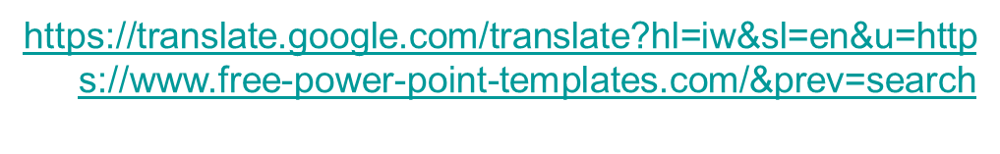 https://translate.google.com/translate?hl=iw&sl=en&u=http
s://www.free-power-point-templates.com/&prev=search